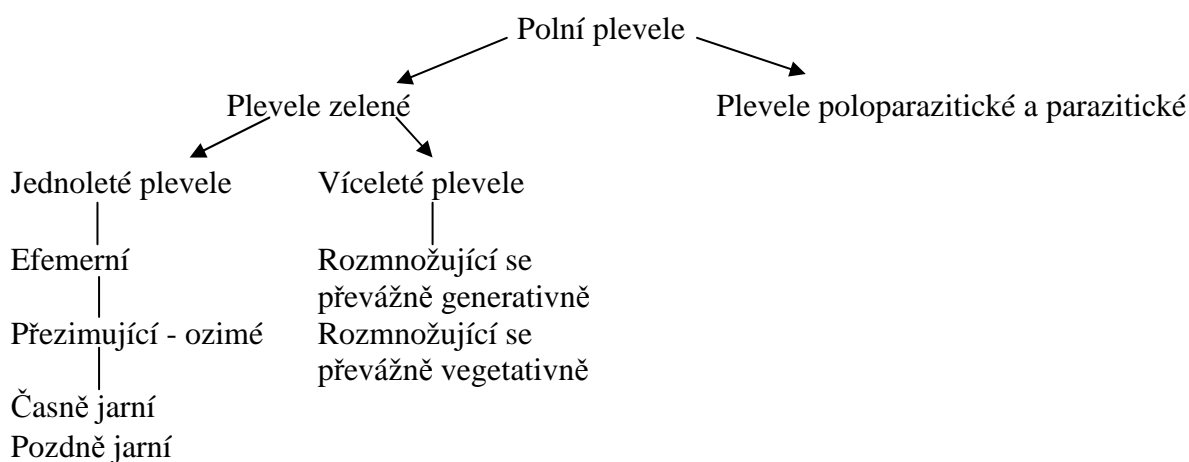 Polní plevele
Plevele zelené
Plevele poloparazitické a parazitické
Jednoleté plevele
Víceleté plevele
Efemerní
Rozmnožující se
převážně generativně
Přezimující - ozimé
Rozmnožující se
převážně vegetativně
Časně jarní
Pozdně jarní